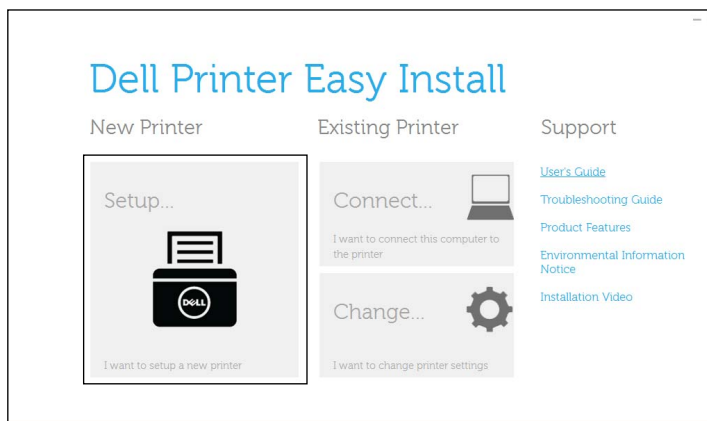 Dell Printer Easy Install
New Printer
Setup...
DELL
I want to setup a new printer
Existing Printer
Connect...
I want to connect this computer to
the printer
Change...
I want to change printer settings
Support
User's Guide
Troubleshooting Guide
Product Features
Environmental Information
Notice
Installation Video